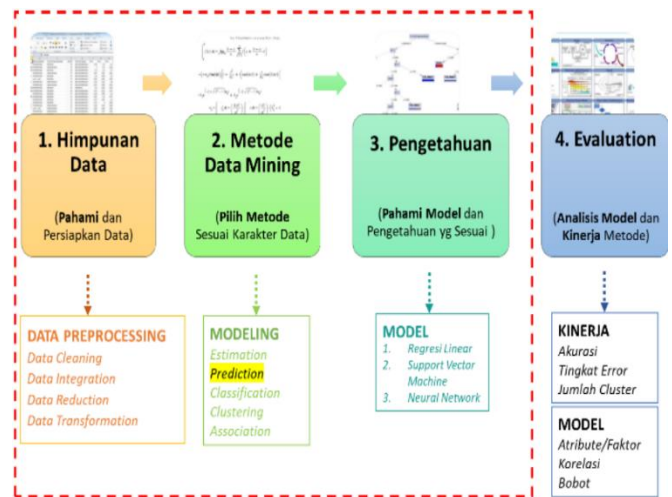 1. Himpunan
Data
(Pahami dan
Persiapkan Data)
2. Metode
Data Mining
(Pilih Metode
Sesuai Karakter Data)
3. Pengetahuan
(Pahami Model dan
Pengetahuan yg Sesuai )
4. Evaluation
(Analisis Model dan
Kinerja Metode)
DATA PREPROCESSING
Data Cleaning
Data Integration
Data Reduction
Data Transformation
MODELING
Estimation
Prediction
Classification
Clustering
Association
MODEL
1. Regresi Linear
2. Support Vector
Machine
3. Neural Network
KINERJA
Akurasi
Tingkat Error
Jumlah Cluster
MODEL
Atribute/Faktor
Korelasi
Bobot